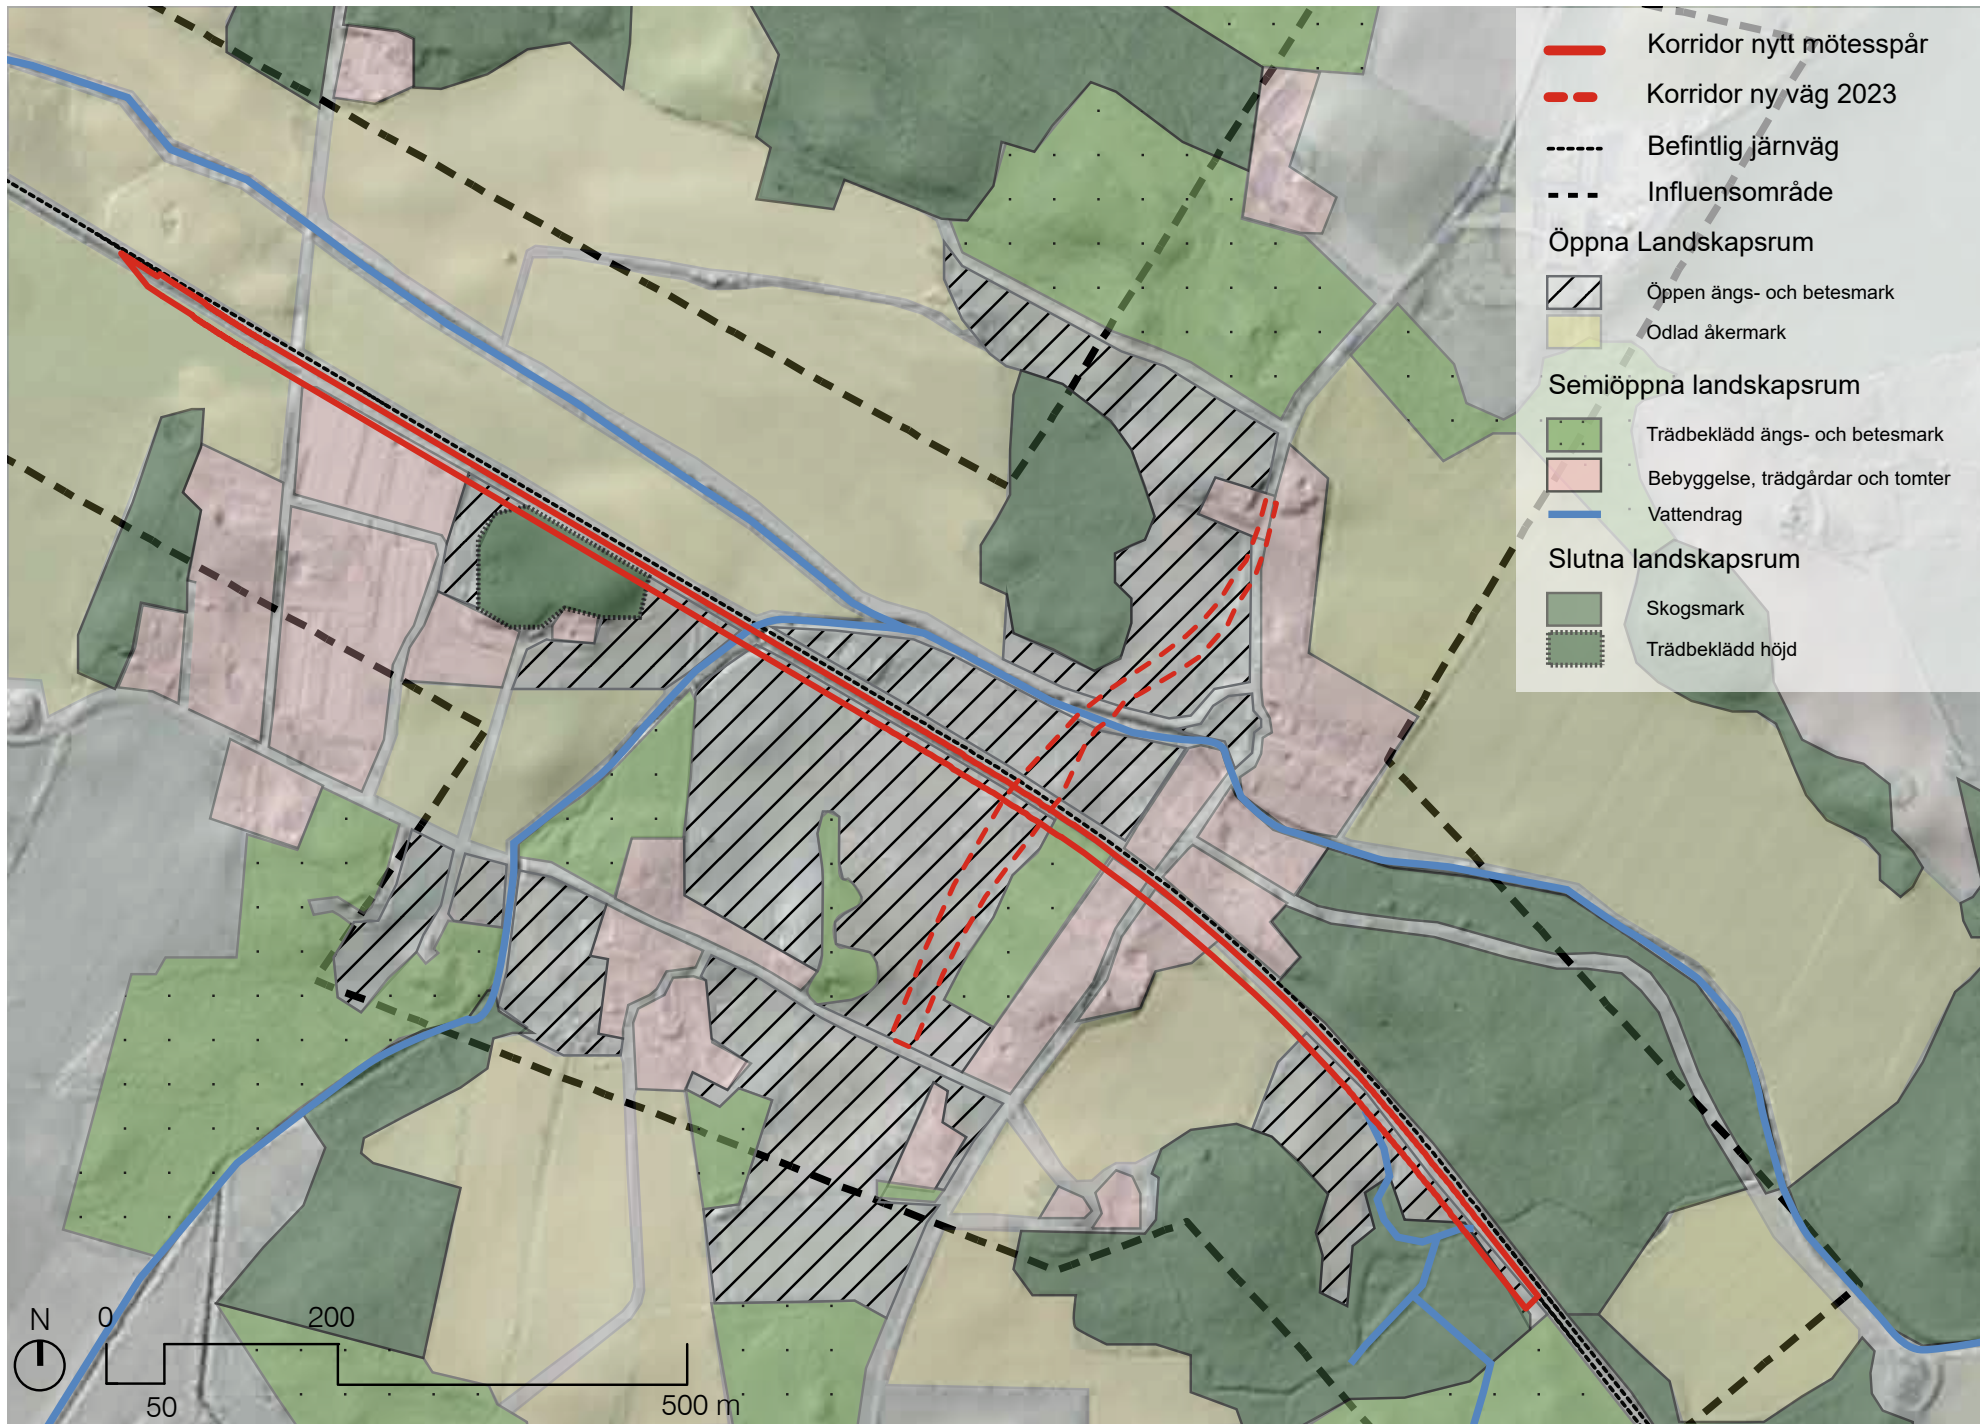 Korridor nytt mötesspår
Korridor ny väg 2023
Befintlig järnväg
Influensområde
Öppna Landskapsrum
Öppen ängs- och betesmark
Odlad åkermark
Semiöppna landskapsrum
Trädbeklädd ängs- och betesmark
Bebyggelse, trädgårdar och tomter
Vattendrag
Slutna landskapsrum
Skogsmark
Trädbeklädd höjd
N 0 200
50 500 m